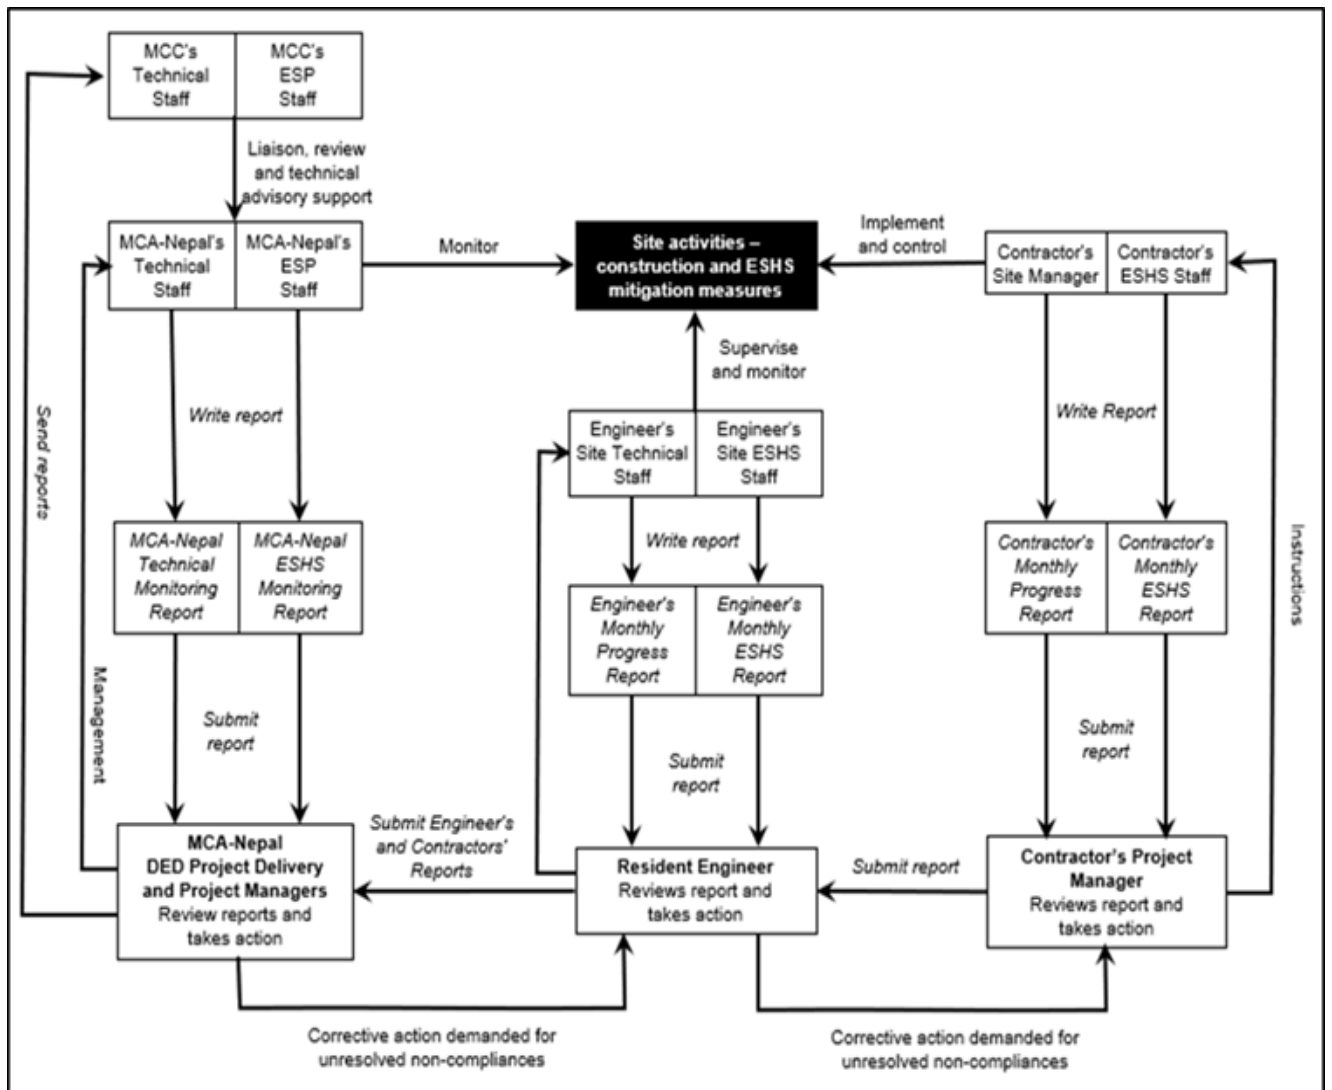 MCC's
Technical
Staff
MCC's
ESP
Staff
Liaison, review
and technical
advisory support
MCA-Nepal's
Technical
Staff
MCA-Nepal's
ESP
Staff
Monitor
Site activities –
construction and ESHS
mitigation measures
Implement
and control
Contractor's
Site Manager
Contractor's
ESHS Staff
Supervise
and monitor
Send reports
Write report
Engineer's
Site Technical
Staff
Engineer's
Site ESHS
Staff
Write Report
Instructions
MCA-Nepal
Technical
Monitoring
Report
MCA-Nepal
ESHS
Monitoring
Report
Write report
Engineer's
Monthly
Progress
Report
Engineer's
Monthly
ESHS
Report
Contractor's
Monthly
Progress
Report
Contractor's
Monthly
ESHS
Report
Management
Submit
report
Submit
report
Submit
report
MCA-Nepal
DED Project Delivery
and Project Managers
Review reports and
takes action
Submit Engineer's
and Contractors'
Reports
Resident Engineer
Reviews report and
takes action
Submit report
Contractor's Project
Manager
Reviews report and
takes action
Corrective action demanded for
unresolved non-compliances
Corrective action demanded for
unresolved non-compliances